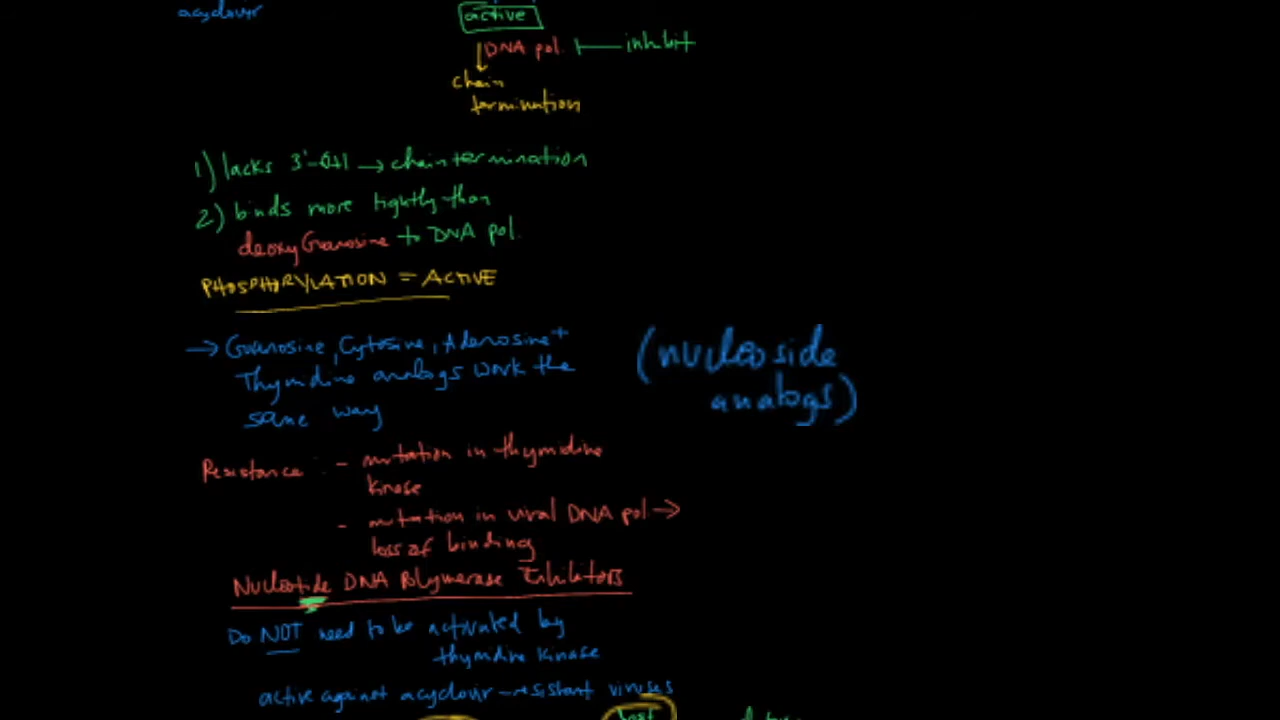 acyclovir
active
DNA pol. inhibit
chain
termination
1) lacks 3'-OH → chain termination
2) binds more tightly than
deoxyGuanosine to DNA pol.
PHOSPHORYLATION = ACTIVE
→ Guanosine, Cytosine, Adenosine +
Thymidine analogs work the
same way
(nucleoside
analogs)
Resistance: - mutation in thymidine
kinase
- mutation in viral DNA pol →
loss of binding
Nucleotide DNA Polymerase Inhibitors
Do NOT need to be activated by
thymidine kinase
active against acyclovir-resistant viruses
host